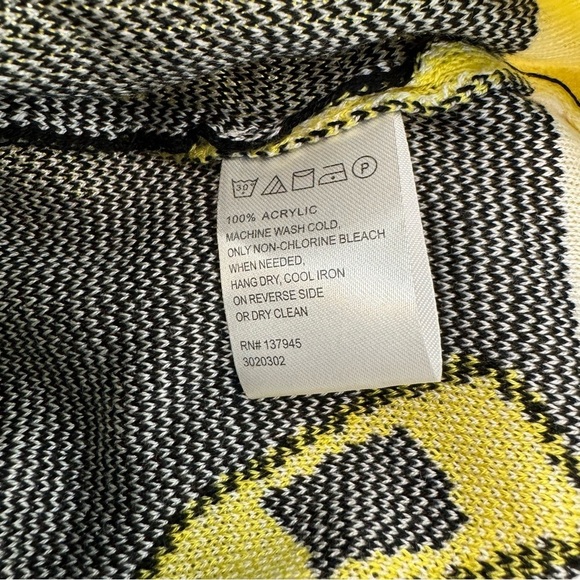 30 P
100% ACRYLIC
MACHINE WASH COLD,
ONLY NON-CHLORINE BLEACH
WHEN NEEDED,
HANG DRY, COOL IRON
ON REVERSE SIDE
OR DRY CLEAN
RN# 137945
3020302